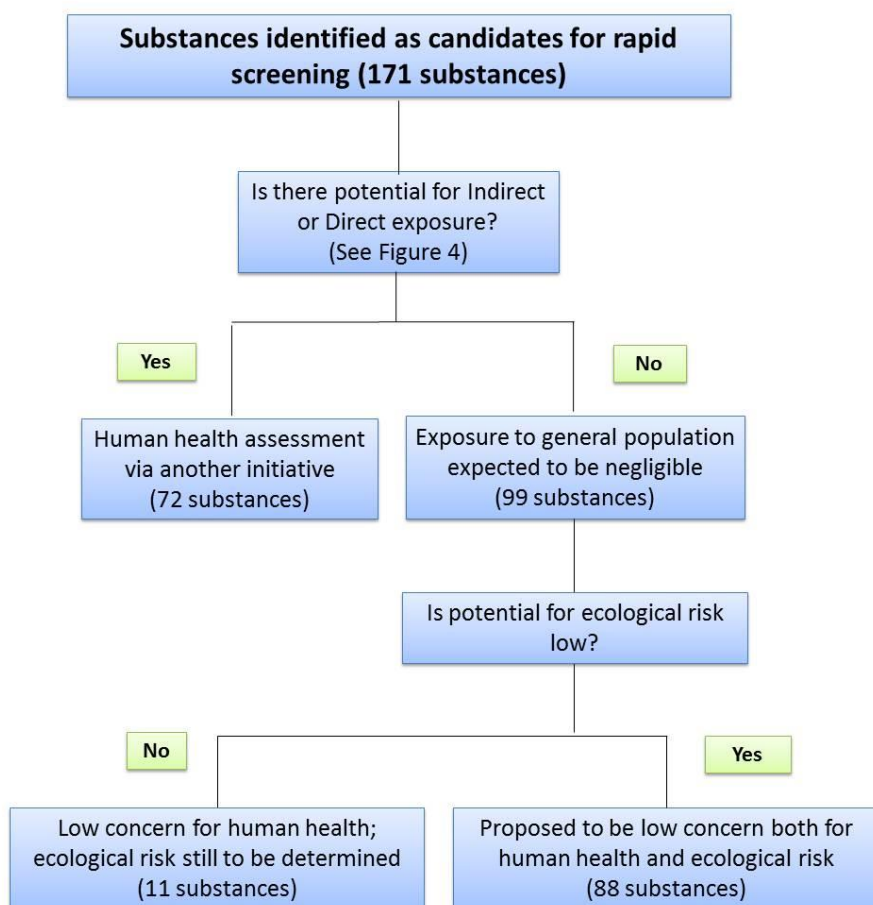 Substances identified as candidates for rapid
screening (171 substances)
Is there potential for Indirect
or Direct exposure?
(See Figure 4)
Yes
No
Human health assessment
via another initiative
(72 substances)
Exposure to general population
expected to be negligible
(99 substances)
Is potential for ecological risk
low?
No
Yes
Low concern for human health;
ecological risk still to be determined
(11 substances)
Proposed to be low concern both for
human health and ecological risk
(88 substances)